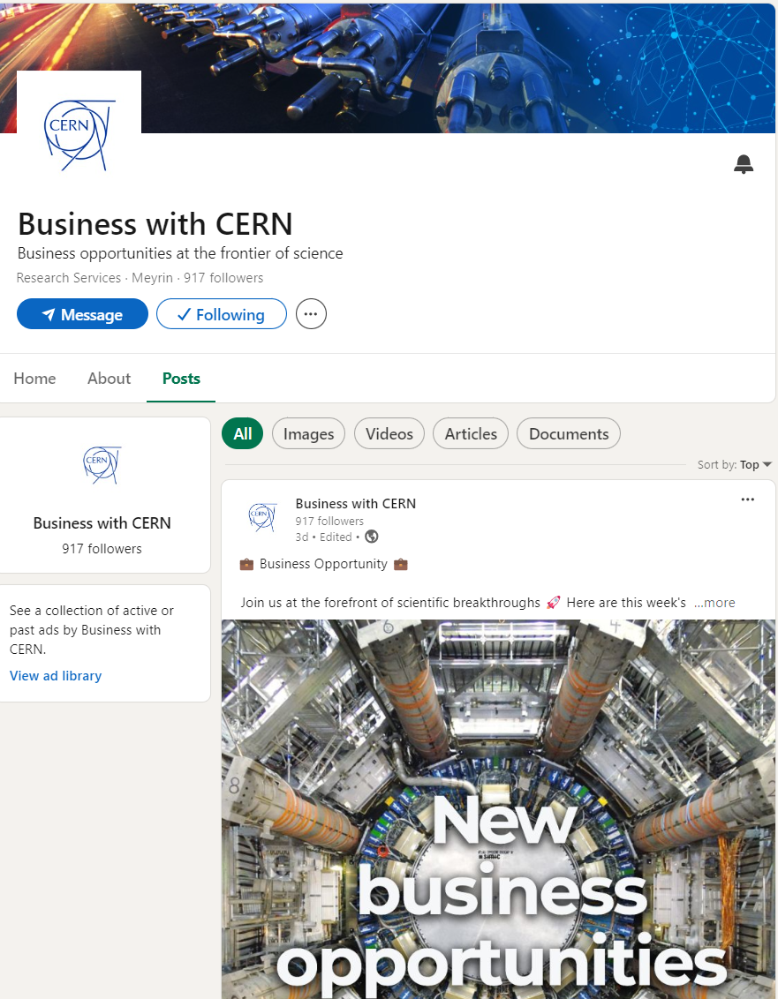 CERN
Business with CERN
Business opportunities at the frontier of science
Research Services · Meyrin · 917 followers
Message
Following
Home
About
Posts
CERN
Business with CERN
917 followers
See a collection of active or
past ads by Business with
CERN.
View ad library
All
Images
Videos
Articles
Documents
Sort by: Top
CERN
Business with CERN
917 followers
3d • Edited •
💼 Business Opportunity 💼
Join us at the forefront of scientific breakthroughs 🚀 Here are this week's ...more
6
4
8
2
New
business
opportunities